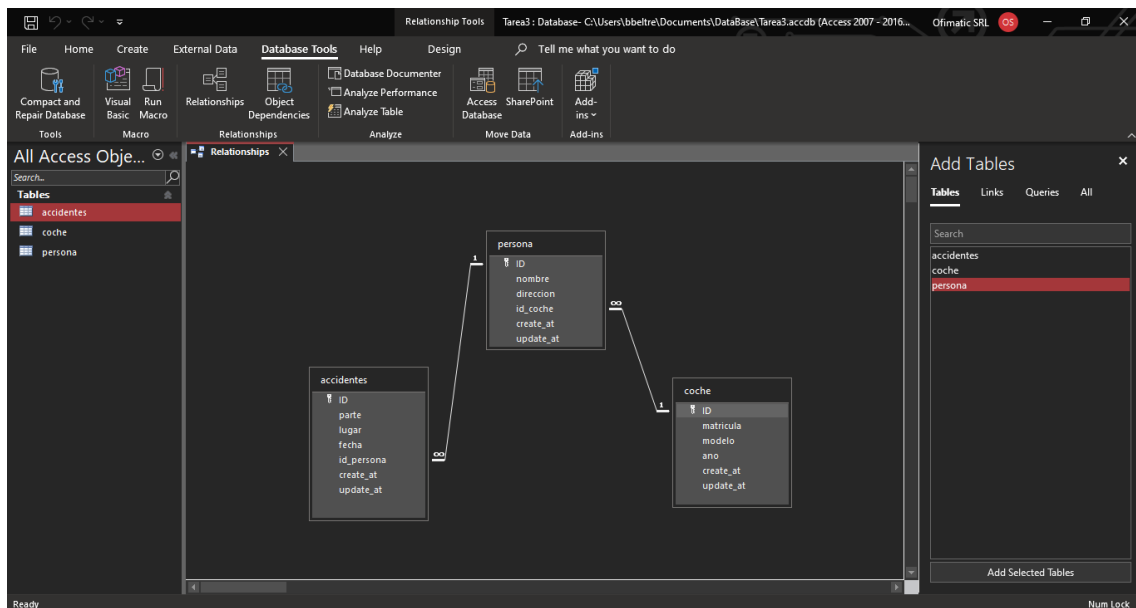 Relationship Tools
Tarea3 : Database- C:\Users\bbeltre\Documents\DataBase\Tarea3.accdb (Access 2007 - 2016...
Ofimatic SRL
OS
File Home Create External Data Database Tools Help Design Tell me what you want to do
Compact and
Repair Database
Tools
Visual
Basic
Run
Macro
Macro
Relationships
Object
Dependencies
Relationships
Database Documenter
Analyze Performance
Analyze Table
Analyze
Access
Database
SharePoint
Move Data
Add-
ins
Add-ins
All Access Obje...
Search...
Tables
accidentes
coche
persona
Relationships
persona
ID
nombre
direccion
id_coche
create_at
update_at
1
∞
accidentes
ID
parte
lugar
fecha
id_persona
create_at
update_at
∞
coche
ID
matricula
modelo
ano
create_at
update_at
1
Add Tables
Tables Links Queries All
Search
accidentes
coche
persona
Add Selected Tables
Ready
Num Lock